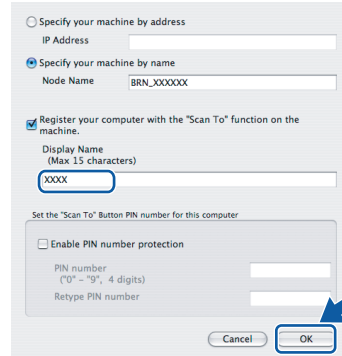 Specify your machine by address
IP Address
Specify your machine by name
Node Name BRN_XXXXXX
Register your computer with the "Scan To" function on the
machine.
Display Name
(Max 15 characters)
XXXX
Set the "Scan To" Button PIN number for this computer
Enable PIN number protection
PIN number
("0" – "9", 4 digits)
Retype PIN number
Cancel OK